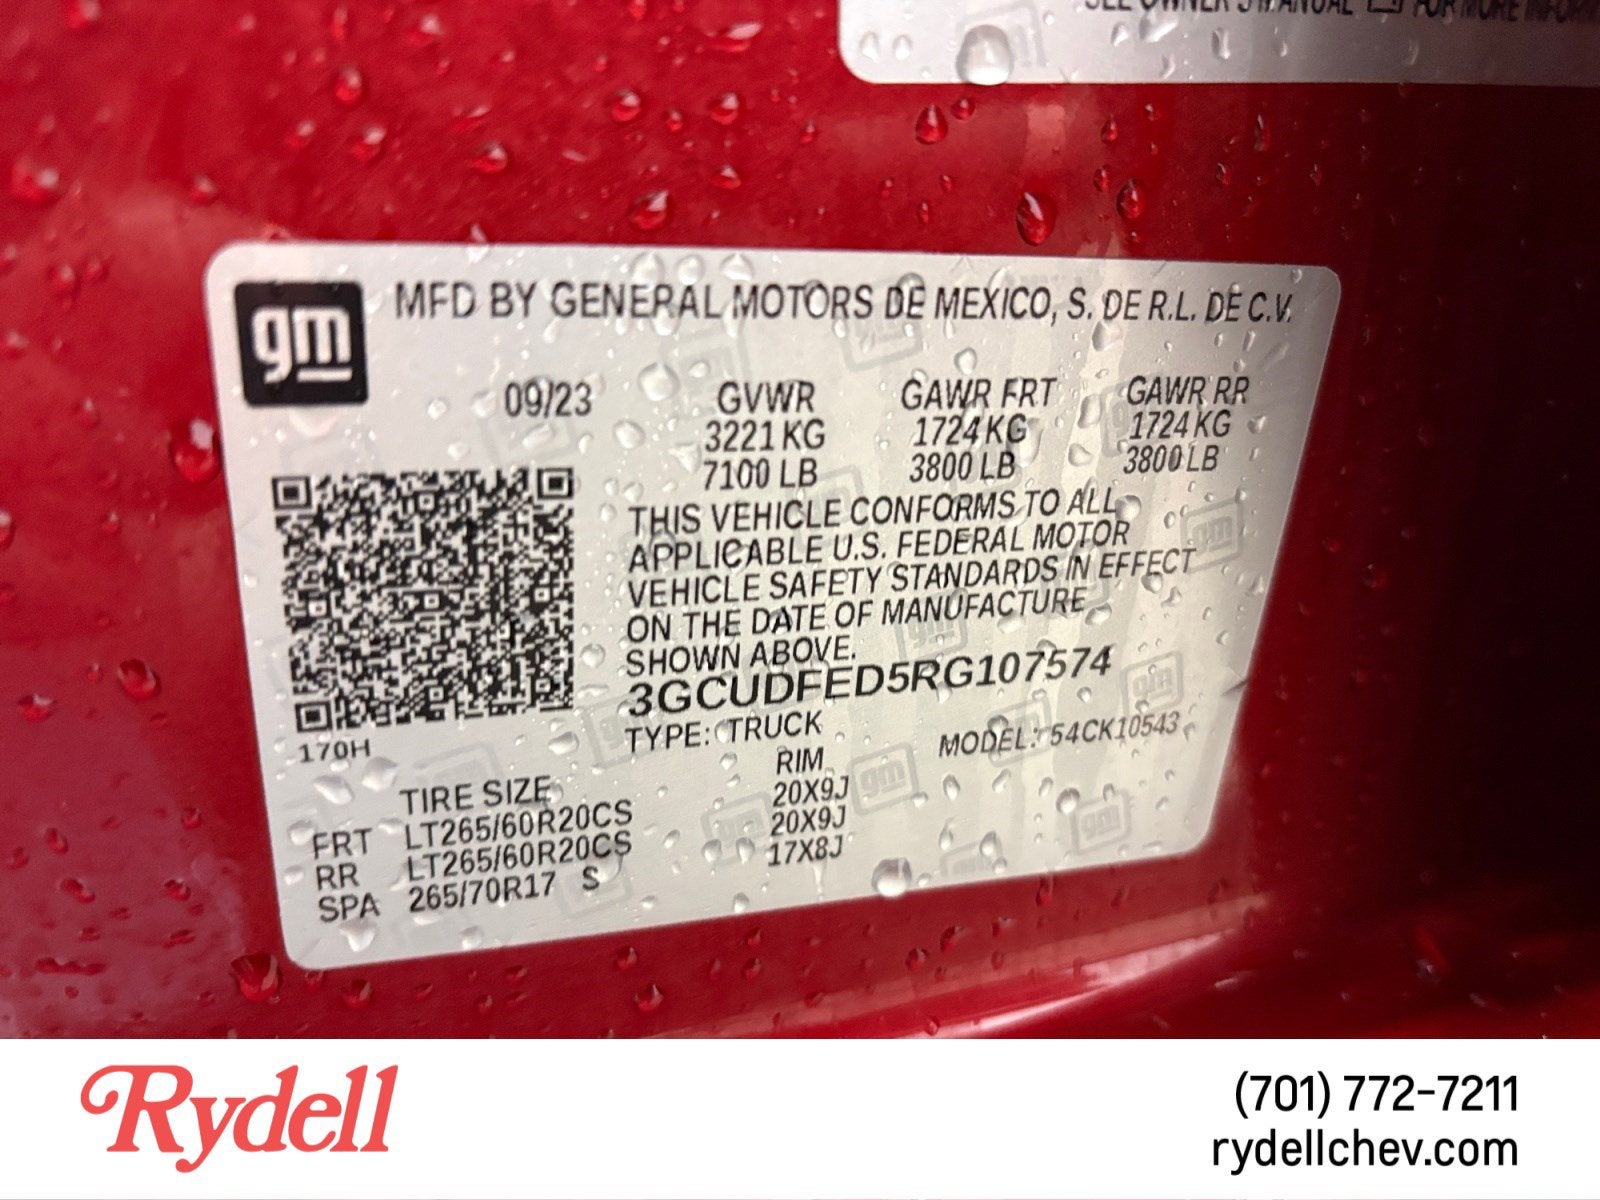 SEE OWNER'S MANUAL FOR MORE
gm MFD BY GENERAL MOTORS DE MEXICO, S. DE R.L. DE C.V.
09/23 GVWR GAWR FRT GAWR RR
3221 KG 1724 KG 1724 KG
7100 LB 3800 LB 3800 LB
THIS VEHICLE CONFORMS TO ALL
APPLICABLE U.S. FEDERAL MOTOR
VEHICLE SAFETY STANDARDS IN EFFECT
ON THE DATE OF MANUFACTURE
SHOWN ABOVE.
3GCUDFED5RG107574
170H
TYPE: TRUCK MODEL: 54CK10543
TIRE SIZE RIM
FRT LT265/60R20CS 20X9J
RR LT265/60R20CS 20X9J
SPA 265/70R17 S 17X8J
Rydell
(701) 772-7211
rydellchev.com